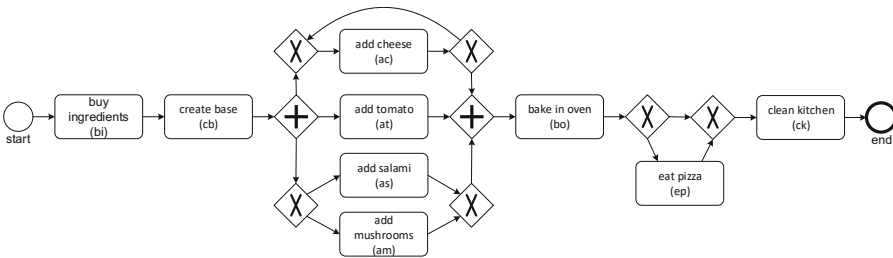 start
buy
ingredients
(bi)
create base
(cb)
add cheese
(ac)
add tomato
(at)
add salami
(as)
add
mushrooms
(am)
bake in oven
(bo)
eat pizza
(ep)
clean kitchen
(ck)
end